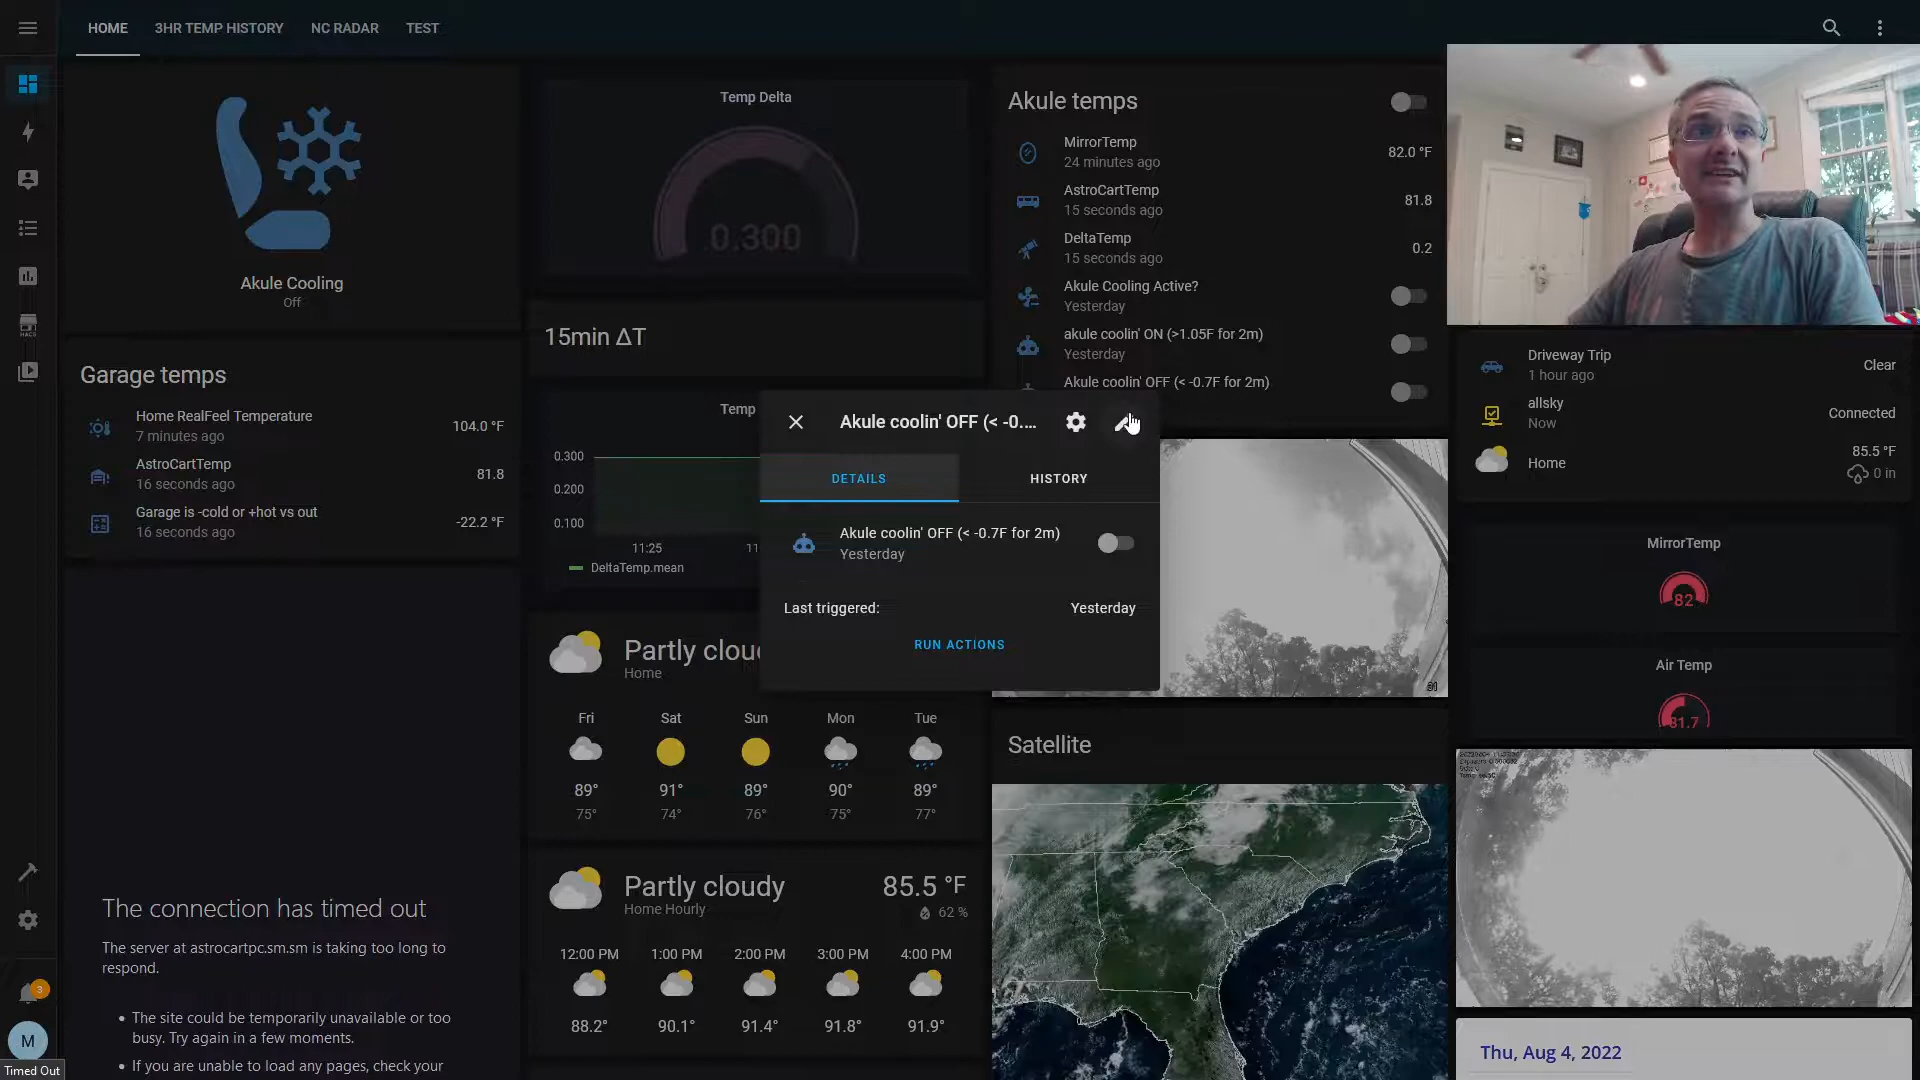 HOME
3HR TEMP HISTORY
NC RADAR
TEST
Akule Cooling
Off
Garage temps
Home RealFeel Temperature
7 minutes ago
104.0 °F
AstroCartTemp
16 seconds ago
81.8
Garage is -cold or +hot vs out
16 seconds ago
-22.2 °F
The connection has timed out
The server at astrocartpc.sm.sm is taking too long to
respond.
The site could be temporarily unavailable or too
busy. Try again in a few moments.
If you are unable to load any pages, check your
HACS
3
M
Timed Out
Temp Delta
0.300
15min ΔT
Temp
0.300
0.200
0.100
11:25
11
DeltaTemp.mean
Partly cloud
Home
Fri
Sat
Sun
Mon
Tue
89°
91°
89°
90°
89°
75°
74°
76°
75°
77°
Partly cloudy
Home Hourly
85.5 °F
62 %
12:00 PM
1:00 PM
2:00 PM
3:00 PM
4:00 PM
88.2°
90.1°
91.4°
91.8°
91.9°
Akule temps
MirrorTemp
24 minutes ago
82.0 °F
AstroCartTemp
15 seconds ago
81.8
DeltaTemp
15 seconds ago
0.2
Akule Cooling Active?
Yesterday
akule coolin' ON (>1.05F for 2m)
Yesterday
Akule coolin' OFF (< -0.7F for 2m)
Akule coolin' OFF (< -0....
DETAILS
HISTORY
Akule coolin' OFF (< -0.7F for 2m)
Yesterday
Last triggered:
Yesterday
RUN ACTIONS
Satellite
Driveway Trip
1 hour ago
Clear
allsky
Now
Connected
Home
85.5 °F
0 in
MirrorTemp
82
Air Temp
81.7
Thu, Aug 4, 2022